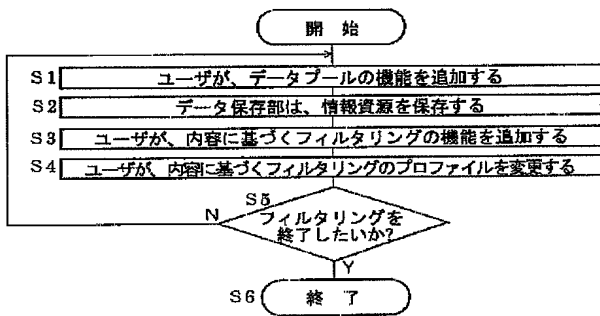 開始
S1 ユーザが、データプールの機能を追加する
S2 データ保存部は、情報資源を保存する
S3 ユーザが、内容に基づくフィルタリングの機能を追加する
S4 ユーザが、内容に基づくフィルタリングのプロファイルを変更する
S5
N フィルタリングを
終了したいか?
Y
S6 終了